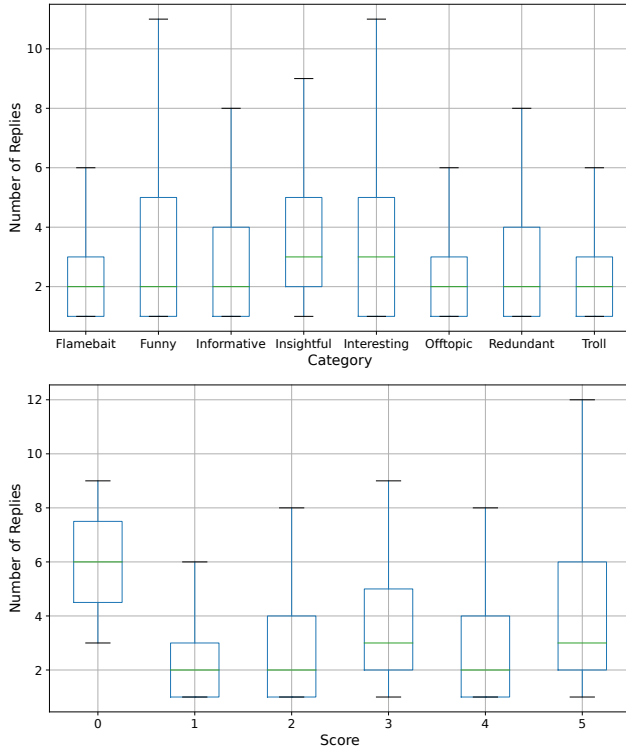 10
8
6
4
2
Number of Replies
Flamebait Funny Informative Insightful Interesting Offtopic Redundant Troll
Category
12
10
8
6
4
2
Number of Replies
0 1 2 3 4 5
Score